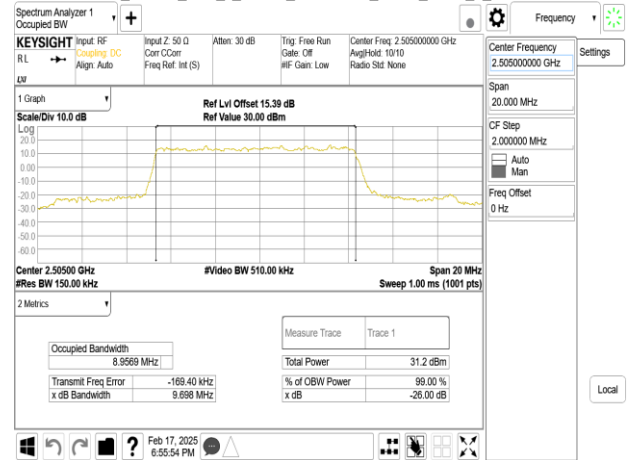 Spectrum Analyzer 1
Occupied BW
Frequency
KEYSIGHT
RL
LXI
Input: RF
Coupling: DC
Align: Auto
Input Z: 50 Ω
Corr CCorr
Freq Ref: Int (S)
Atten: 30 dB
Trig: Free Run
Gate: Off
#IF Gain: Low
Center Freq: 2.505000000 GHz
Avg|Hold: 10/10
Radio Std: None
Center Frequency
2.505000000 GHz
Settings
Span
20.000 MHz
CF Step
2.000000 MHz
Auto
Man
Freq Offset
0 Hz
Local
1 Graph
Ref Lvl Offset 15.39 dB
Scale/Div 10.0 dB
Ref Value 30.00 dBm
Log
20.0
10.0
0.00
-10.0
-20.0
-30.0
-40.0
-50.0
-60.0
Center 2.50500 GHz
#Video BW 510.00 kHz
Span 20 MHz
#Res BW 150.00 kHz
Sweep 1.00 ms (1001 pts)
2 Metrics
Measure Trace
Trace 1
Occupied Bandwidth
8.9569 MHz
Total Power
31.2 dBm
Transmit Freq Error
-169.40 kHz
% of OBW Power
99.00 %
x dB Bandwidth
9.698 MHz
x dB
-26.00 dB
?
Feb 17, 2025
6:55:54 PM